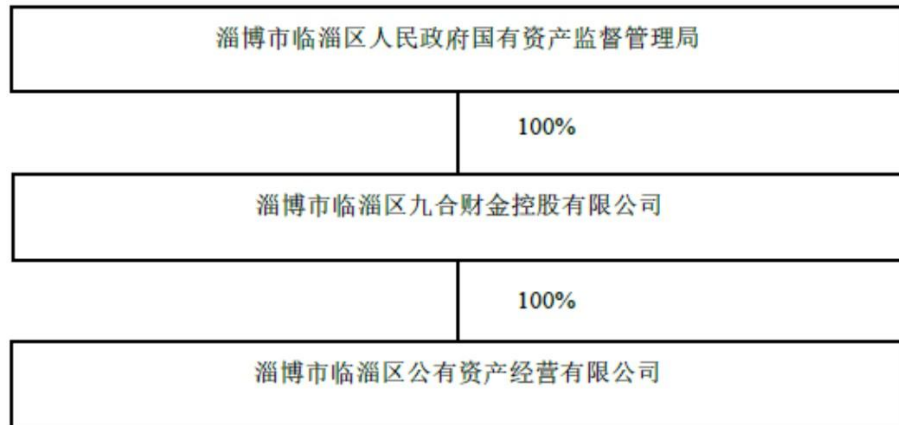 淄博市临淄区人民政府国有资产监督管理局
100%
淄博市临淄区九合财金控股有限公司
100%
淄博市临淄区公有资产经营有限公司